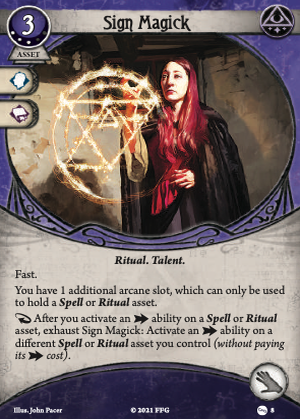 Sign Magick
3
ASSET
Ritual. Talent.
Fast.
You have 1 additional arcane slot, which can only be used
to hold a Spell or Ritual asset.
After you activate an ability on a Spell or Ritual
asset, exhaust Sign Magick: Activate an ability on a
different Spell or Ritual asset you control (without paying
its cost).
Illus. John Pacer
© 2021 FFG
8